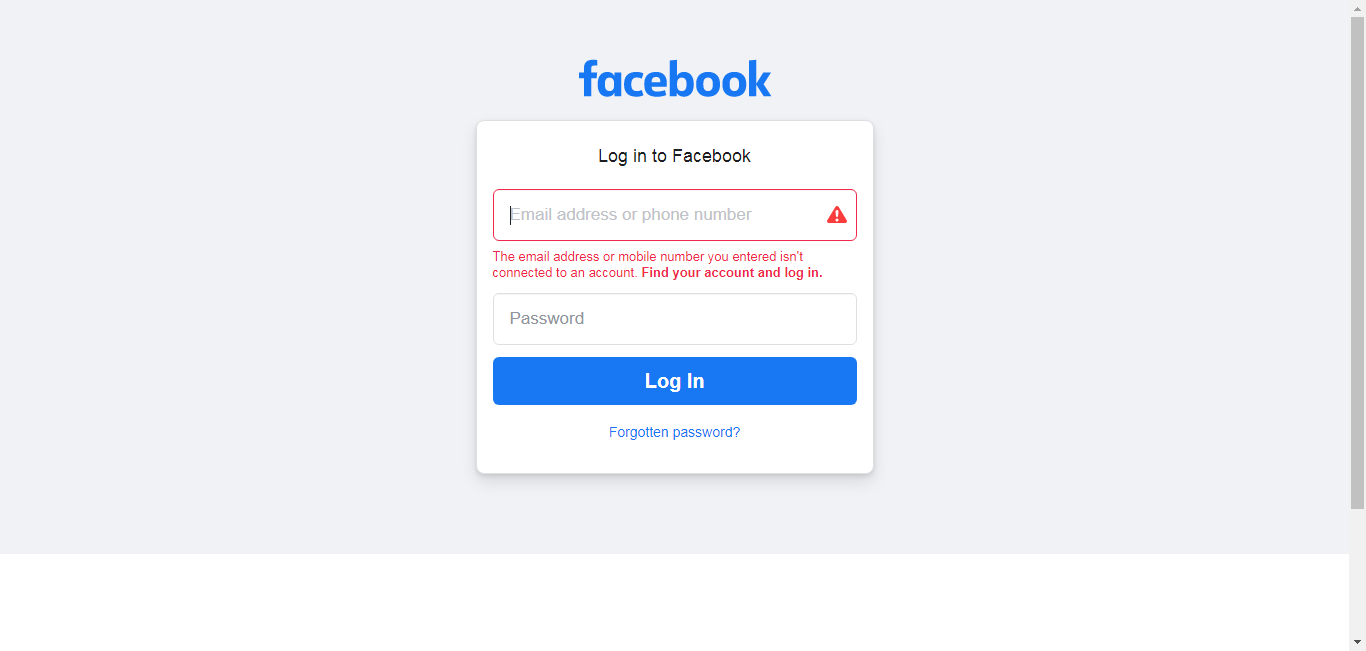 facebook
Log in to Facebook
Email address or phone number
The email address or mobile number you entered isn't
connected to an account. Find your account and log in.
Password
Log In
Forgotten password?